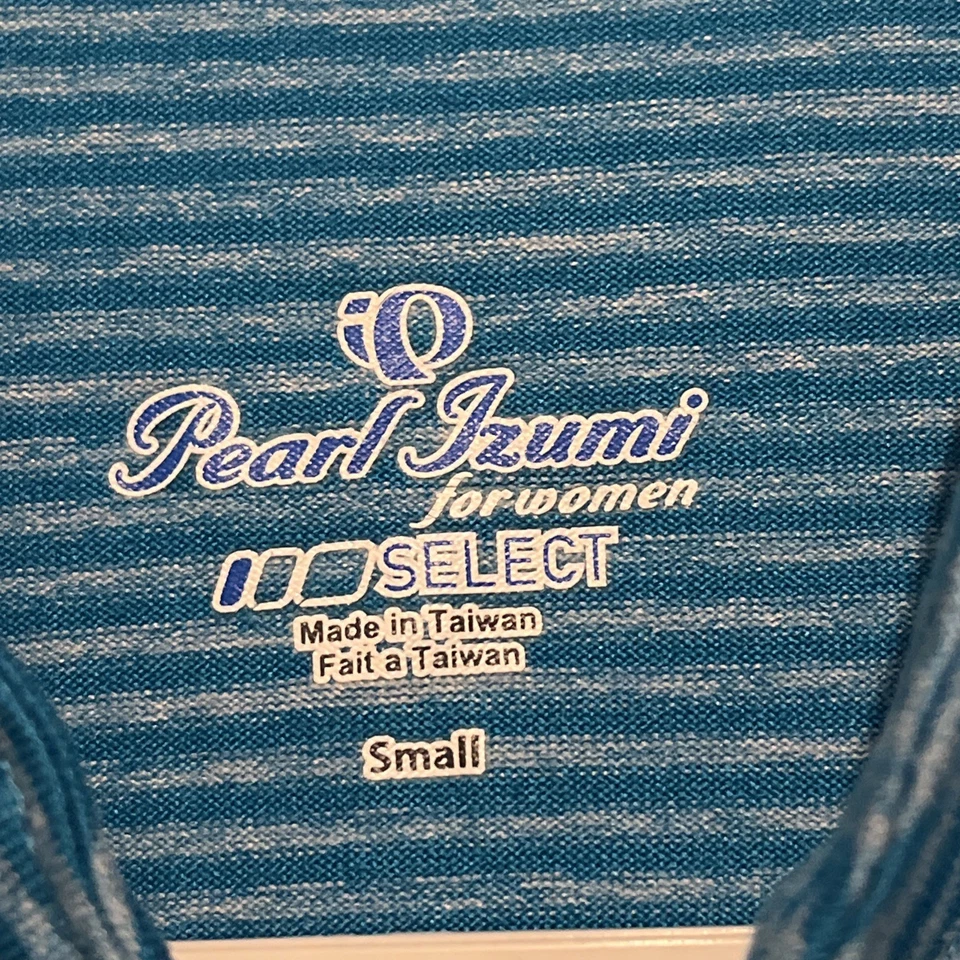 Pearl Izumi
for women
SELECT
Made in Taiwan
Fait a Taiwan
Small